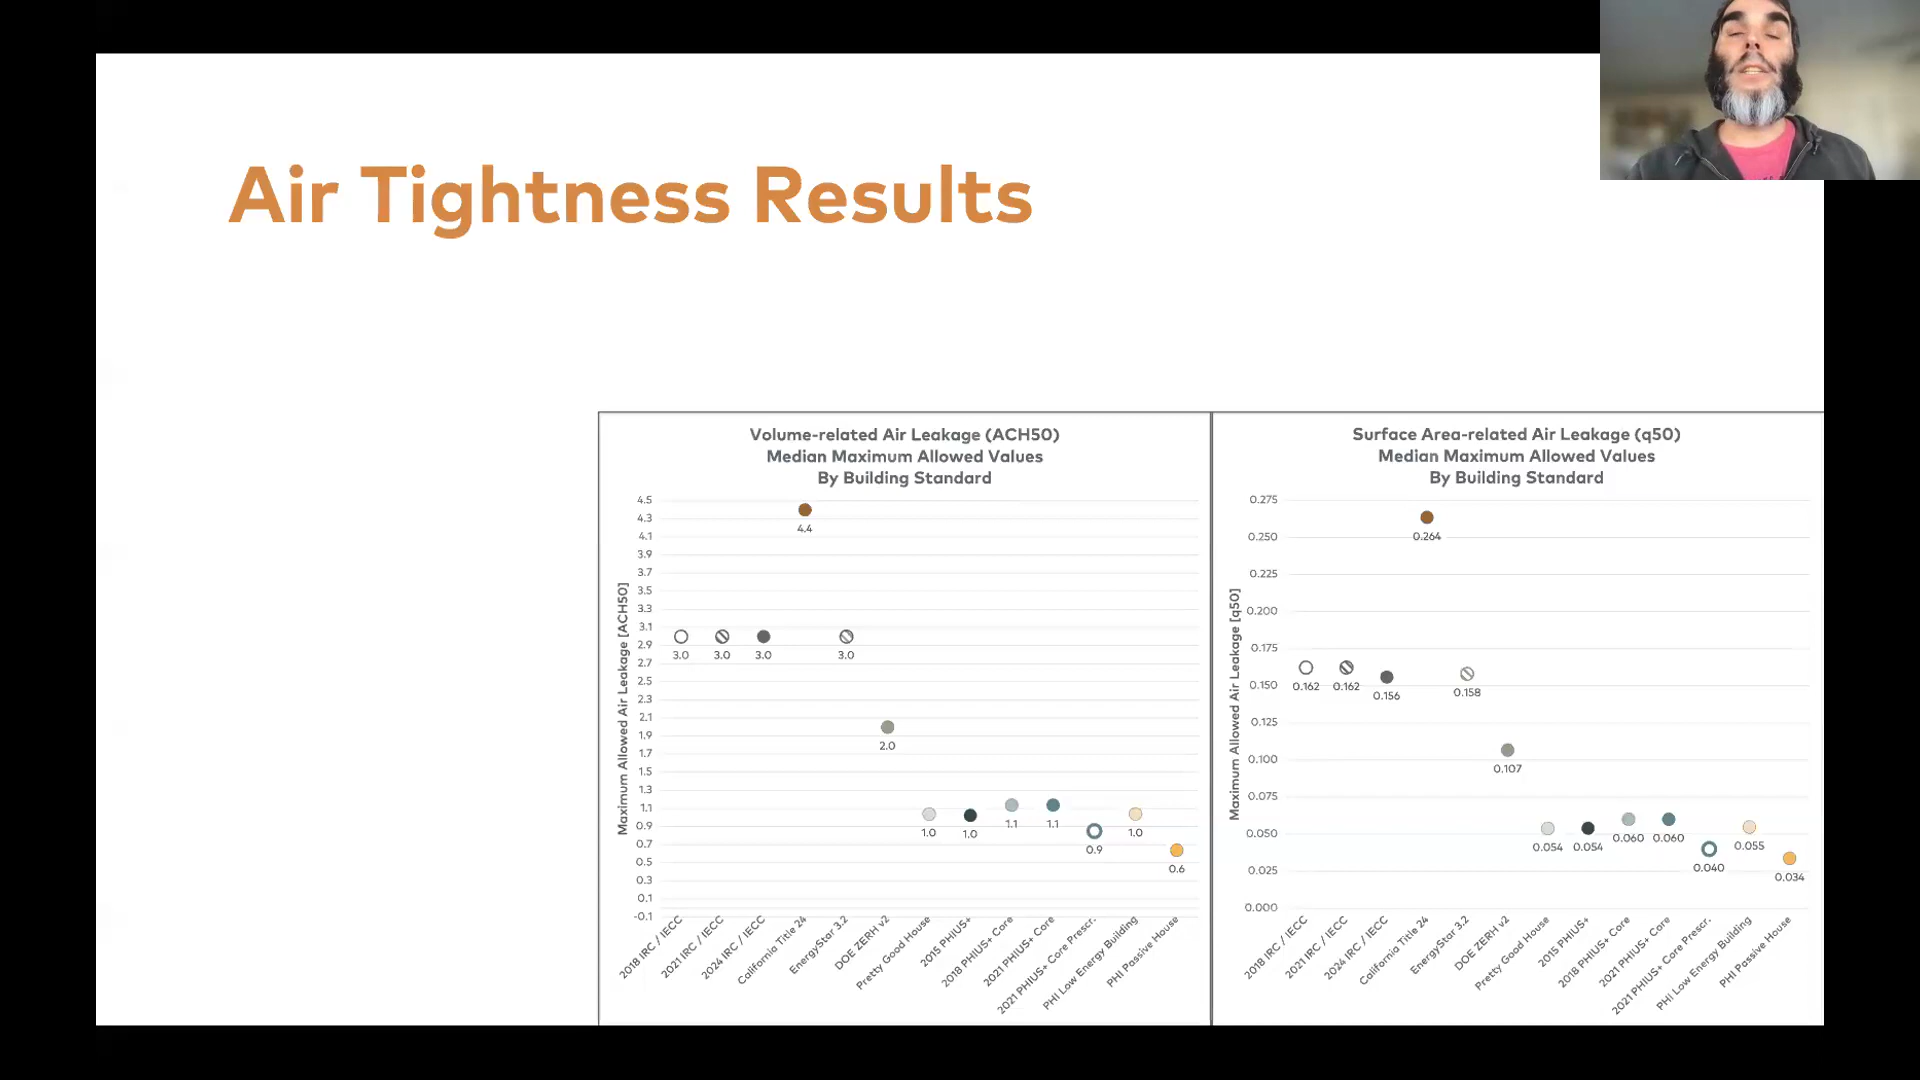 Air Tightness Results
Volume-related Air Leakage (ACH50)
Median Maximum Allowed Values
By Building Standard
Maximum Allowed Air Leakage [ACH50]
4.5
4.3
4.1
3.9
3.7
3.5
3.3
3.1
2.9
2.7
2.5
2.3
2.1
1.9
1.7
1.5
1.3
1.1
0.9
0.7
0.5
0.3
0.1
-0.1
3.0
3.0
3.0
4.4
3.0
2.0
1.0
1.0
1.1
1.1
0.9
1.0
0.6
2018 IRC / IECC
2021 IRC / IECC
2024 IRC / IECC
California Title 24
EnergyStar 3.2
DOE ZERH v2
Pretty Good House
2015 PHIUS+
2018 PHIUS+ Core
2021 PHIUS+ Core
2021 PHIUS+ Core Prescr.
PHI Low Energy Building
PHI Passive House
Surface Area-related Air Leakage (q50)
Median Maximum Allowed Values
By Building Standard
Maximum Allowed Air Leakage [q50]
0.275
0.250
0.225
0.200
0.175
0.150
0.125
0.100
0.075
0.050
0.025
0.000
0.162
0.162
0.156
0.264
0.158
0.107
0.054
0.054
0.060
0.060
0.040
0.055
0.034
2018 IRC / IECC
2021 IRC / IECC
2024 IRC / IECC
California Title 24
EnergyStar 3.2
DOE ZERH v2
Pretty Good House
2015 PHIUS+
2018 PHIUS+ Core
2021 PHIUS+ Core
2021 PHIUS+ Core Prescr.
PHI Low Energy Building
PHI Passive House